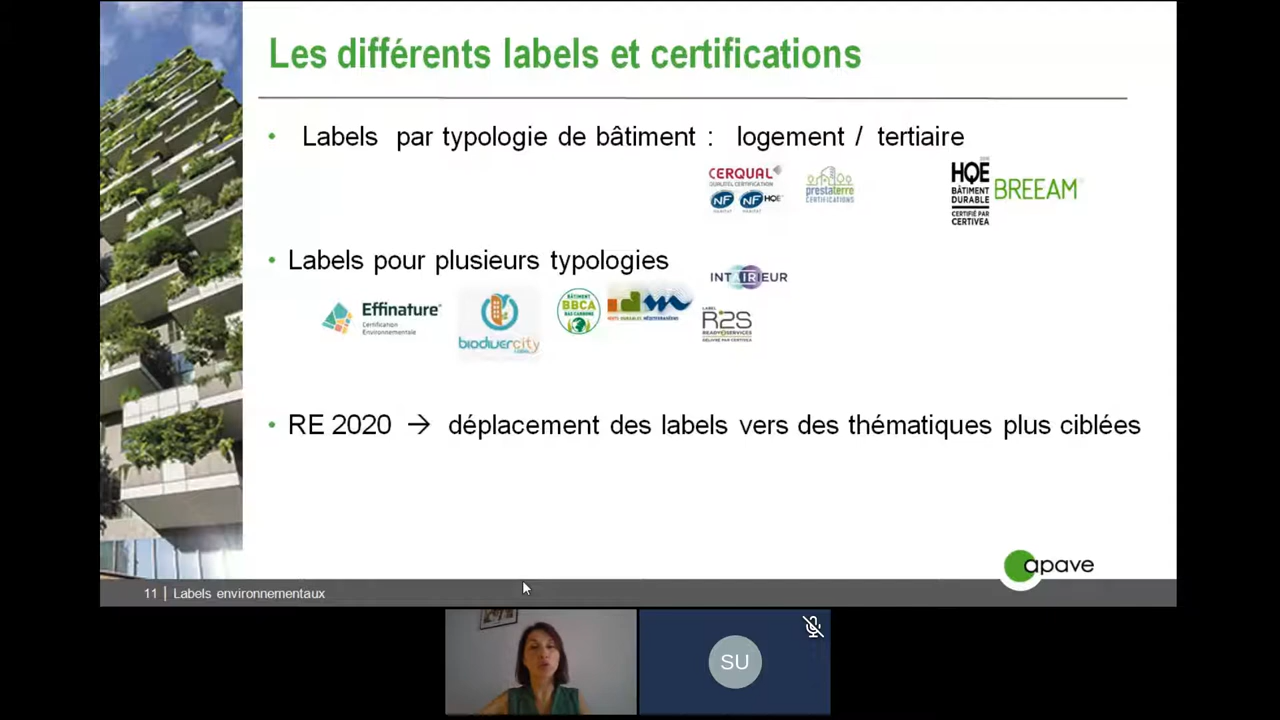 Les différents labels et certifications
• Labels par typologie de bâtiment : logement / tertiaire
CERQUAL
QUALITEL CERTIFICATION
NF NF HQE
HABITAT HABITAT
prestaterre
CERTIFICATIONS
HQE
BÂTIMENT
DURABLE
CERTIFIÉ PAR
CERTIVEA
BREEAM
• Labels pour plusieurs typologies
INTAIRIEUR
Effinature
Certification
Environnementale
biodivercity
BÂTIMENT
BBCA
BAS CARBONE
LABEL
R2S
READY2SERVICES
DÉLIVRÉ PAR CERTIVEA
• RE 2020 → déplacement des labels vers des thématiques plus ciblées
apave
11 | Labels environnementaux
SU